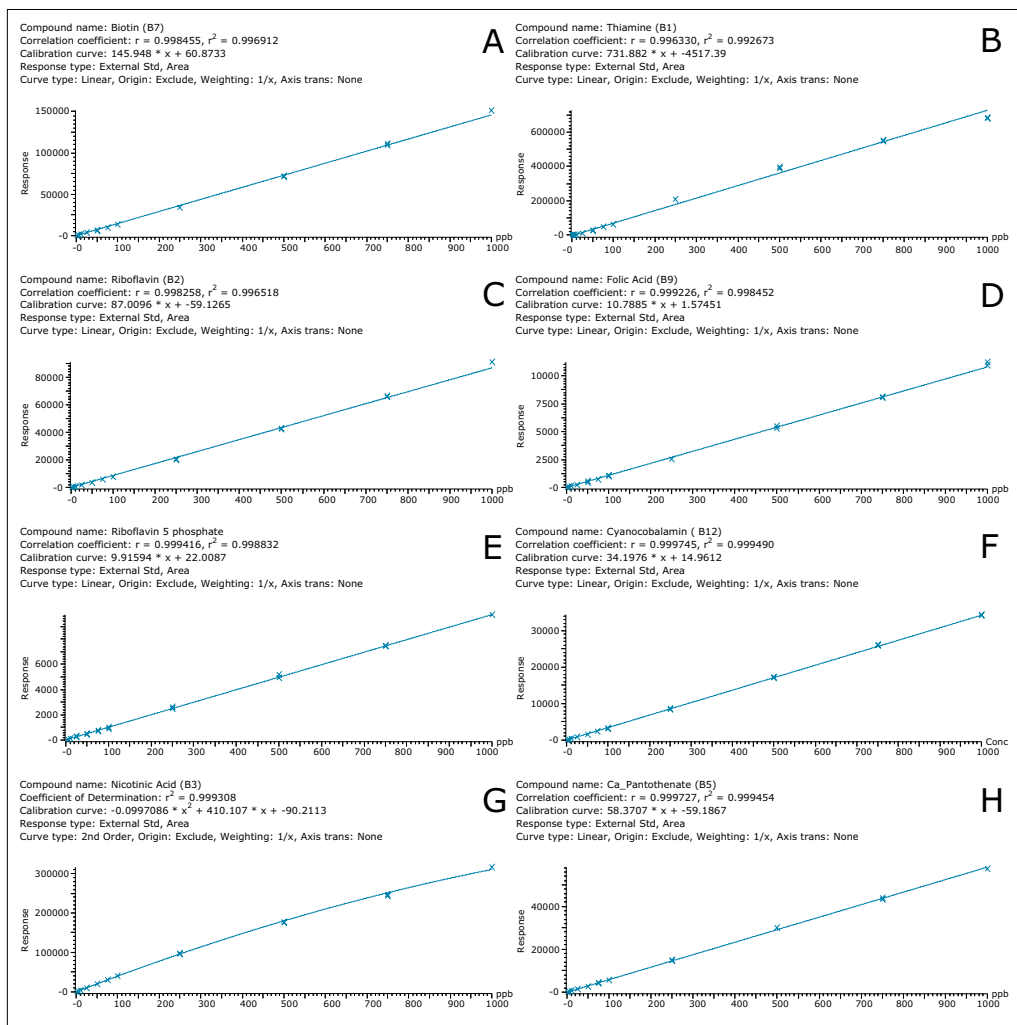 Compound name: Biotin (B7)
Correlation coefficient: r = 0.998455, r² = 0.996912
Calibration curve: 145.948 * x + 60.8733
Response type: External Std, Area
Curve type: Linear, Origin: Exclude, Weighting: 1/x, Axis trans: None
A
150000
100000
50000
-0
Response
-0 100 200 300 400 500 600 700 800 900 1000 ppb
Compound name: Thiamine (B1)
Correlation coefficient: r = 0.996330, r² = 0.992673
Calibration curve: 731.882 * x + -4517.39
Response type: External Std, Area
Curve type: Linear, Origin: Exclude, Weighting: 1/x, Axis trans: None
B
600000
400000
200000
-0
Response
-0 100 200 300 400 500 600 700 800 900 1000 ppb
Compound name: Riboflavin (B2)
Correlation coefficient: r = 0.998258, r² = 0.996518
Calibration curve: 87.0096 * x + -59.1265
Response type: External Std, Area
Curve type: Linear, Origin: Exclude, Weighting: 1/x, Axis trans: None
C
80000
60000
40000
20000
-0
Response
-0 100 200 300 400 500 600 700 800 900 1000 ppb
Compound name: Folic Acid (B9)
Correlation coefficient: r = 0.999226, r² = 0.998452
Calibration curve: 10.7885 * x + 1.57451
Response type: External Std, Area
Curve type: Linear, Origin: Exclude, Weighting: 1/x, Axis trans: None
D
10000
7500
5000
2500
-0
Response
-0 100 200 300 400 500 600 700 800 900 1000 ppb
Compound name: Riboflavin 5 phosphate
Correlation coefficient: r = 0.999416, r² = 0.998832
Calibration curve: 9.91594 * x + 22.0087
Response type: External Std, Area
Curve type: Linear, Origin: Exclude, Weighting: 1/x, Axis trans: None
E
6000
4000
2000
0
Response
-0 100 200 300 400 500 600 700 800 900 1000 ppb
Compound name: Cyanocobalamin ( B12)
Correlation coefficient: r = 0.999745, r² = 0.999490
Calibration curve: 34.1976 * x + 14.9612
Response type: External Std, Area
Curve type: Linear, Origin: Exclude, Weighting: 1/x, Axis trans: None
F
30000
20000
10000
-0
Response
-0 100 200 300 400 500 600 700 800 900 1000 Conc
Compound name: Nicotinic Acid (B3)
Coefficient of Determination: r² = 0.999308
Calibration curve: -0.0997086 * x² + 410.107 * x + -90.2113
Response type: External Std, Area
Curve type: 2nd Order, Origin: Exclude, Weighting: 1/x, Axis trans: None
G
300000
200000
100000
-0
Response
-0 100 200 300 400 500 600 700 800 900 1000 ppb
Compound name: Ca_Pantothenate (B5)
Correlation coefficient: r = 0.999727, r² = 0.999454
Calibration curve: 58.3707 * x + -59.1867
Response type: External Std, Area
Curve type: Linear, Origin: Exclude, Weighting: 1/x, Axis trans: None
H
40000
20000
-0
Response
-0 100 200 300 400 500 600 700 800 900 1000 ppb